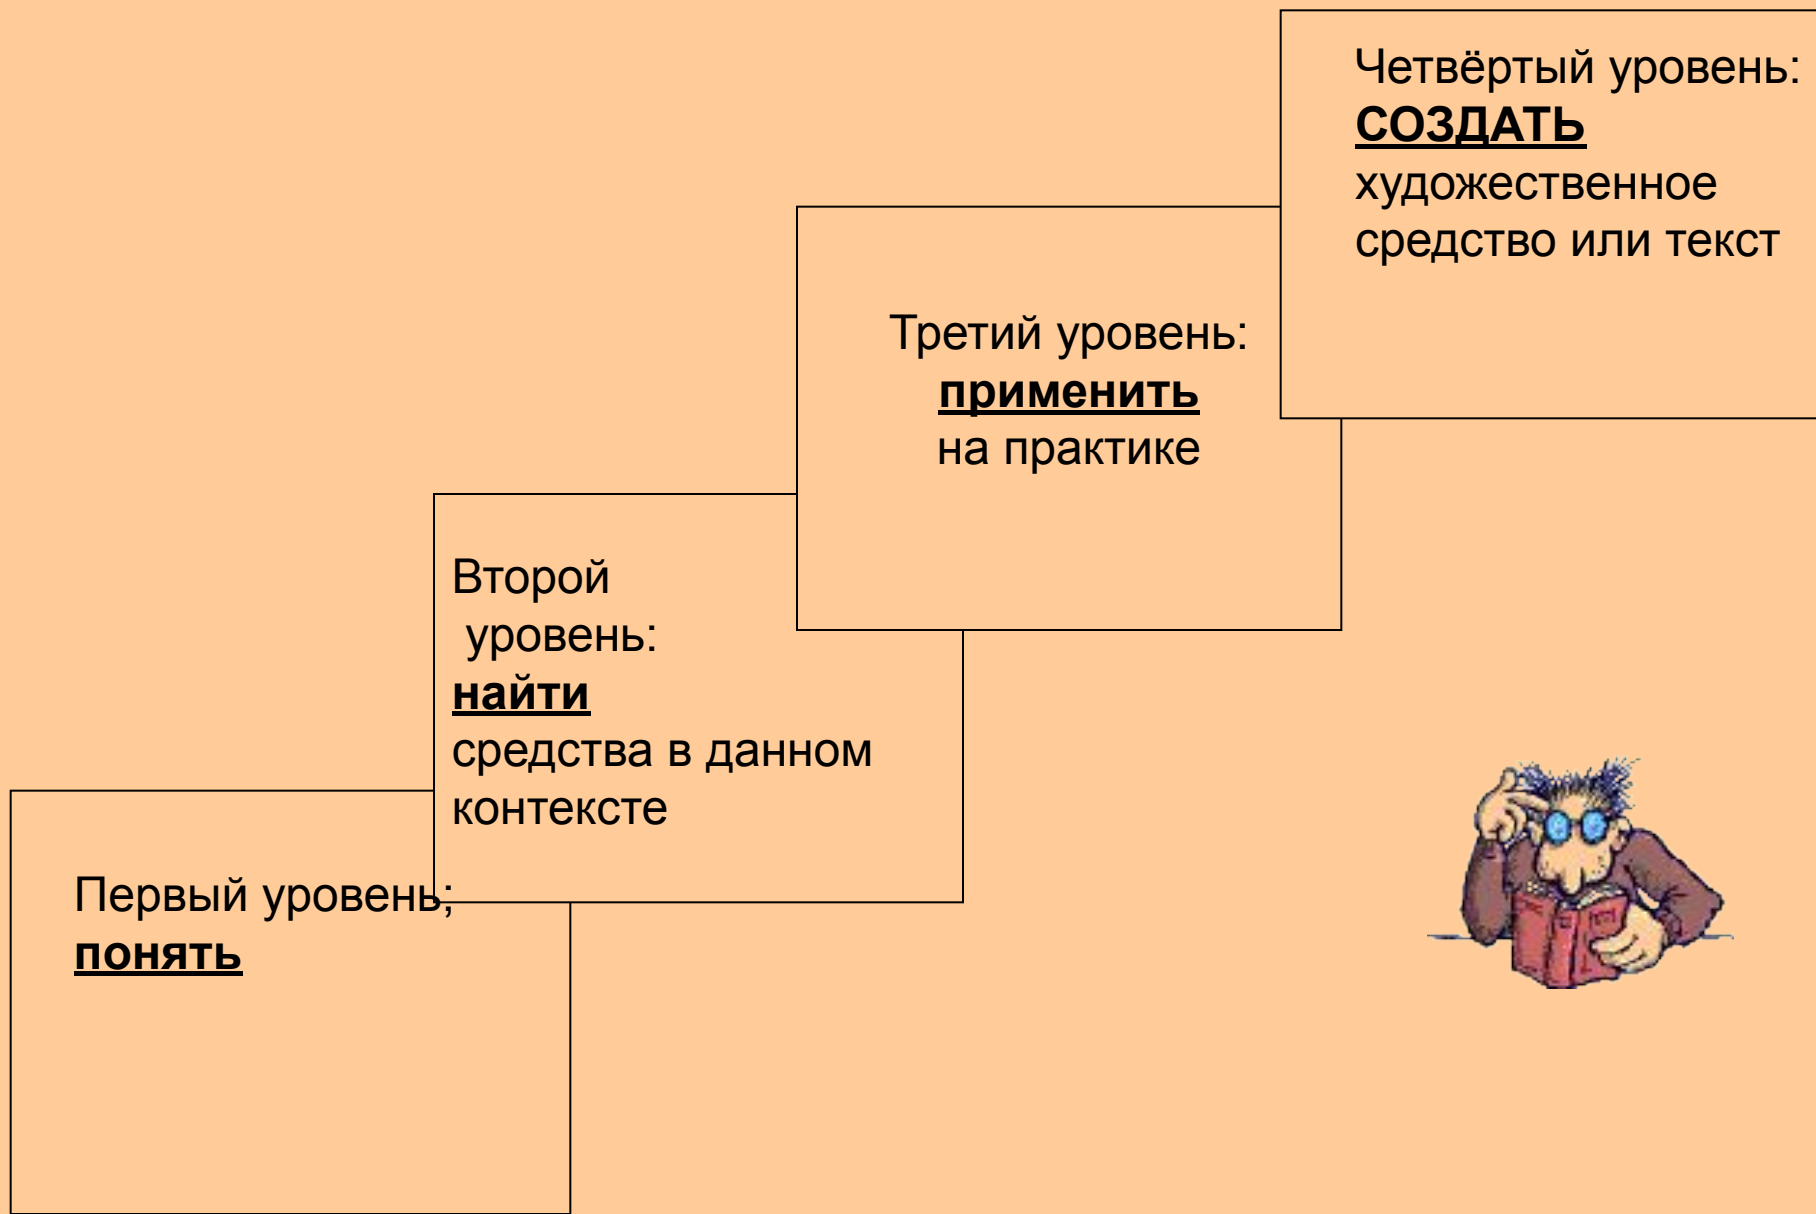 Четвёртый уровень:
СОЗДАТЬ
художественное
средство или текст
Третий уровень:
применить
на практике
Второй
уровень:
найти
средства в данном
контексте
Первый уровень;
понять